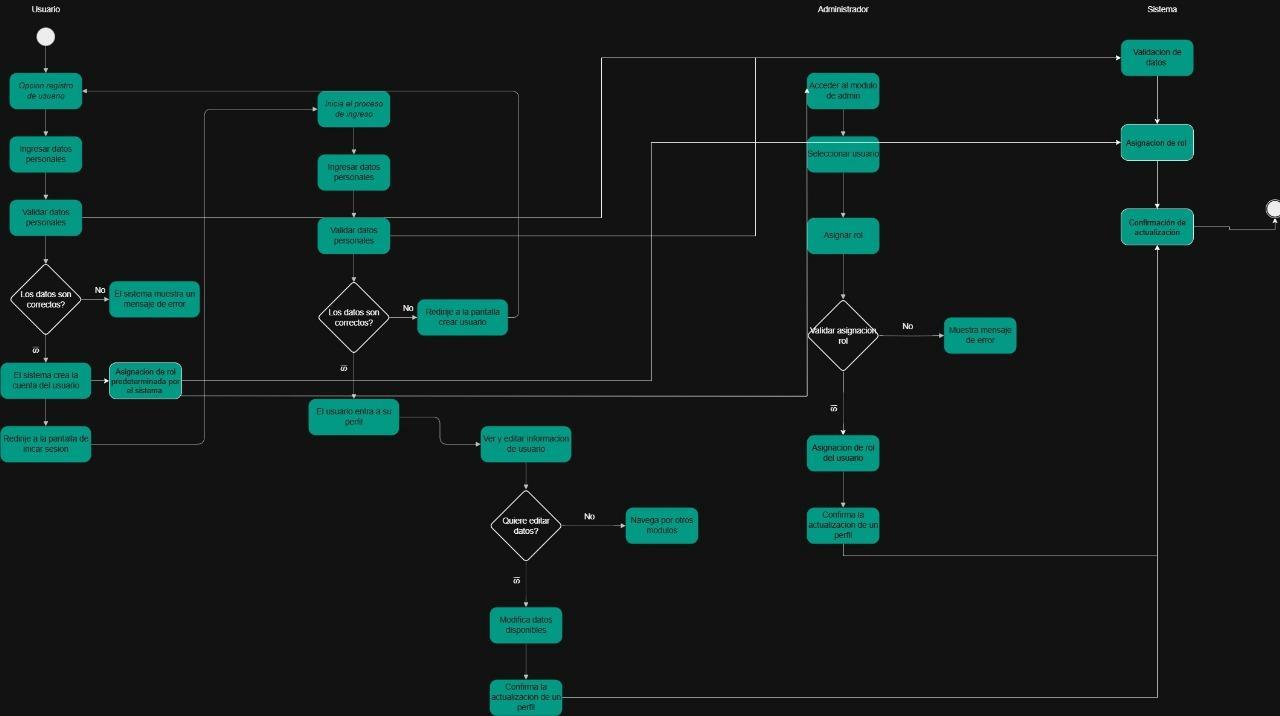 Usuario
Administrador
Sistema
Opcion registro
de usuario
Ingresar datos
personales
Validar datos
personales
Los datos son
correctos?
No
El sistema muestra un
mensaje de error
Si
El sistema crea la
cuenta del usuario
Asignacion de rol
predeterminada por
el sistema
Redirije a la pantalla de
inicar sesion
Inicia el proceso
de ingreso
Ingresar datos
personales
Validar datos
personales
Los datos son
correctos?
No
Redirije a la pantalla
crear usuario
Si
El usuario entra a su
perfil
Ver y editar informacion
de usuario
Quiere editar
datos?
No
Navega por otros
modulos
Si
Modifica datos
disponibles
Confirma la
actualizacion de un
perfil
Acceder al modulo
de admin
Seleccionar usuario
Asignar rol
Validar asignacion
rol
No
Muestra mensaje
de error
Si
Asignacion de rol
del usuario
Confirma la
actualizacion de un
perfil
Validacion de
datos
Asignacion de rol
Confirmación de
actualización